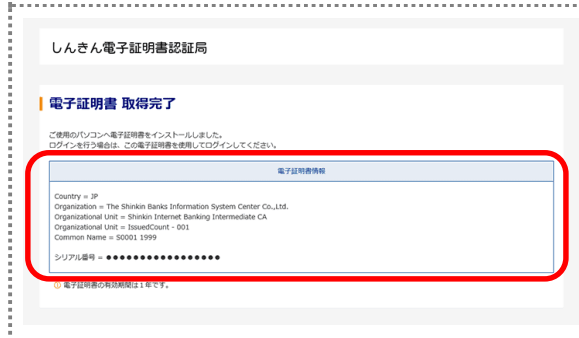 しんきん電子証明書認証局
電子証明書 取得完了
ご使用のパソコンへ電子証明書をインストールしました。
ログインを行う場合は、この電子証明書を使用してログインしてください。
電子証明書情報
Country = JP
Organization = The Shinkin Banks Information System Center Co.,Ltd.
Organizational Unit = Shinkin Internet Banking Intermediate CA
Organizational Unit = IssuedCount - 001
Common Name = S0001 1999
シリアル番号 = ●●●●●●●●●●●●●●●●●
① 電子証明書の有効期間は1年です。